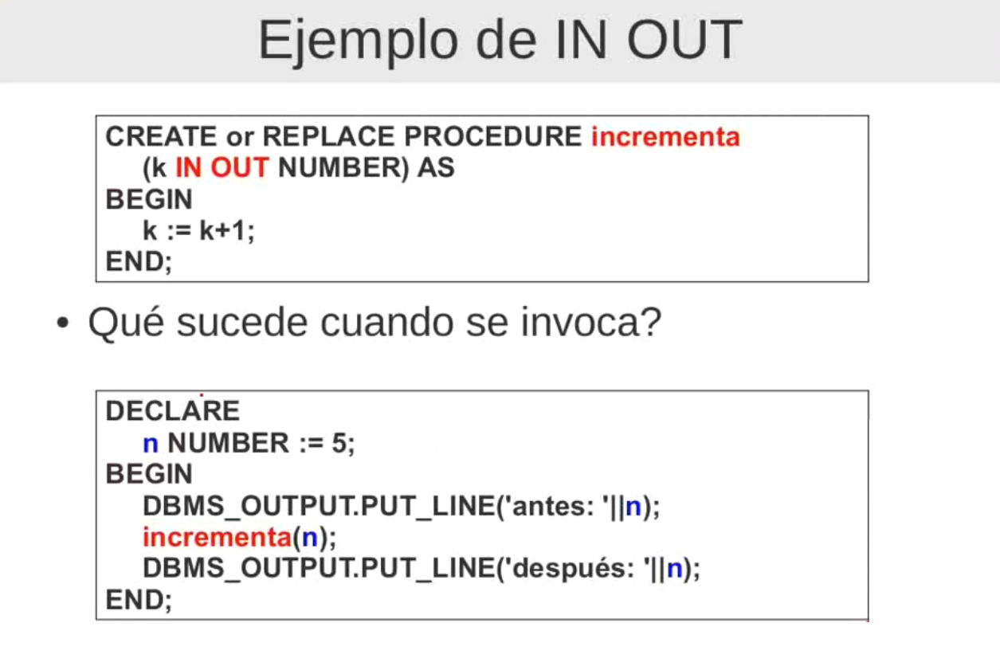 Ejemplo de IN OUT
CREATE or REPLACE PROCEDURE incrementa
(k IN OUT NUMBER) AS
BEGIN
k := k+1;
END;
• Qué sucede cuando se invoca?
DECLARE
n NUMBER := 5;
BEGIN
DBMS_OUTPUT.PUT_LINE('antes: '||n);
incrementa(n);
DBMS_OUTPUT.PUT_LINE('después: '||n);
END;